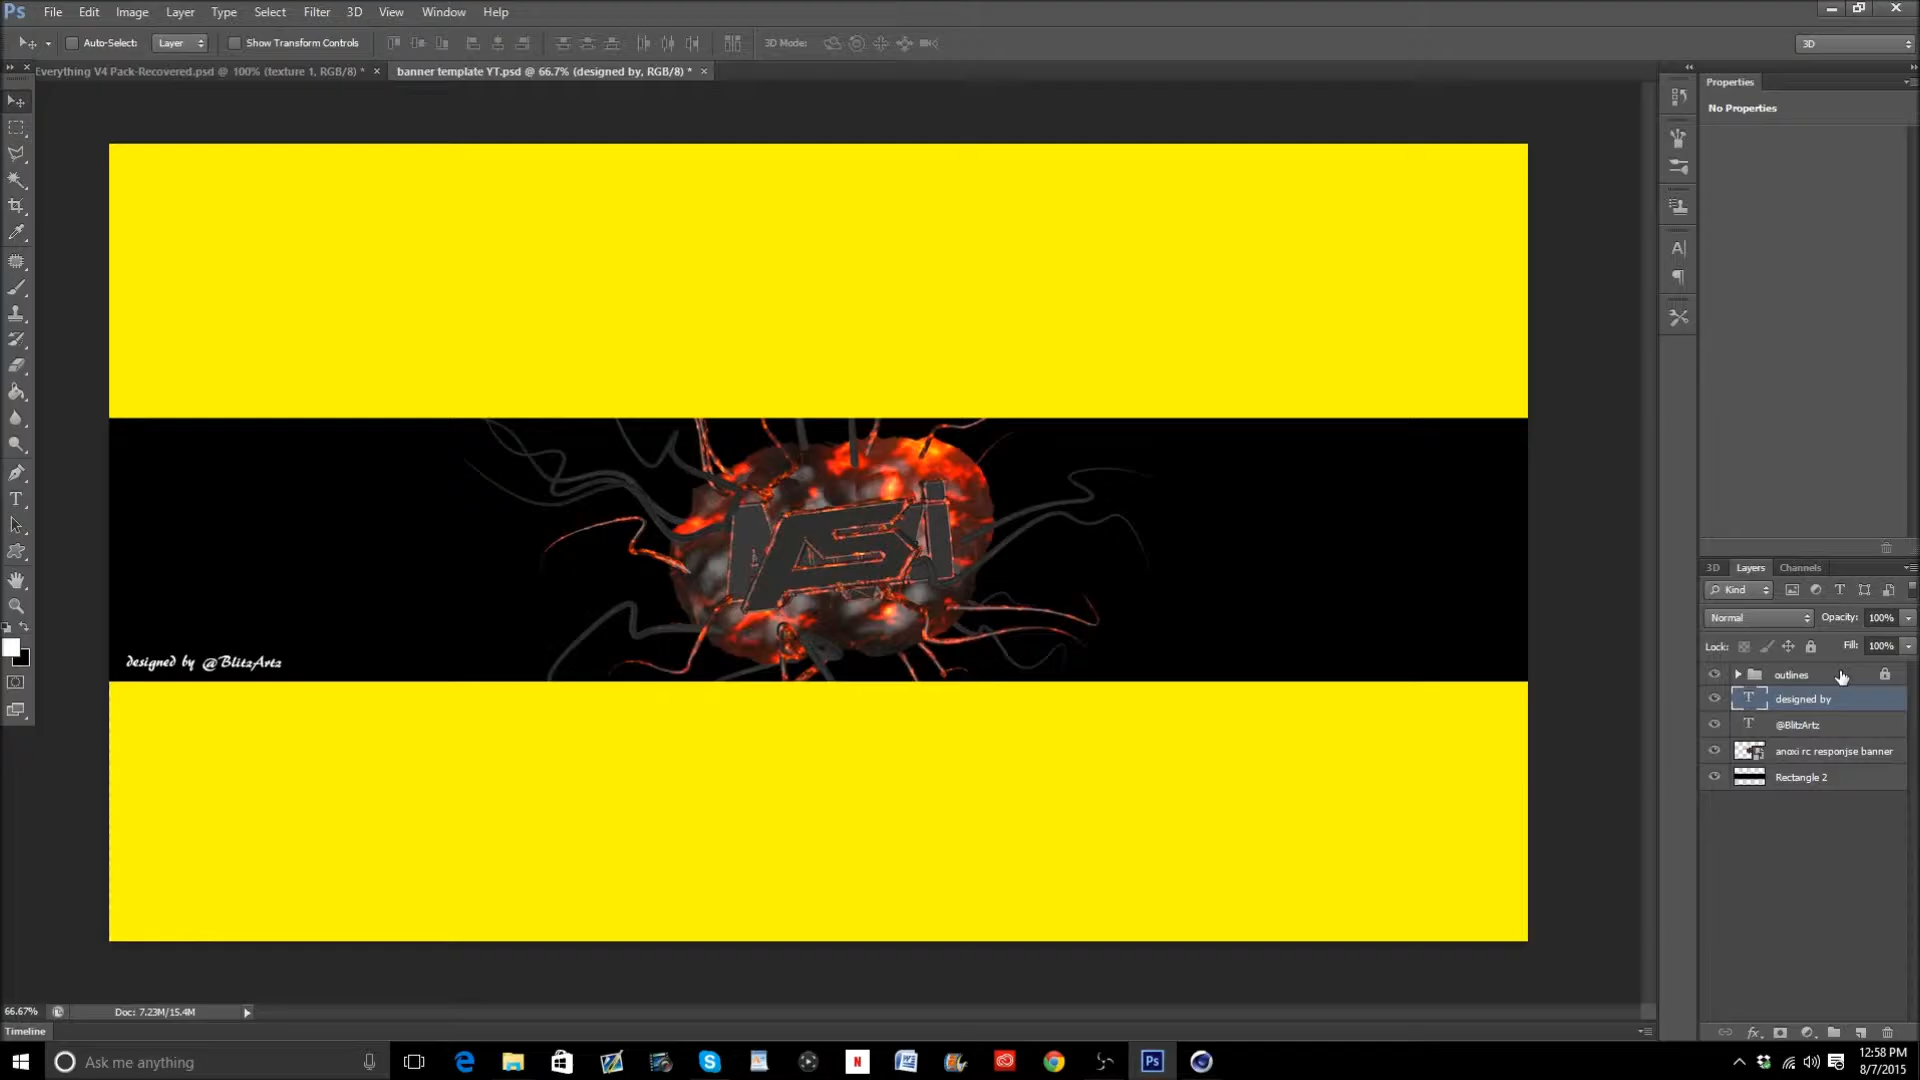 Ps File Edit Image Layer Type Select Filter 3D View Window Help
Auto-Select: Layer Show Transform Controls 3D Mode: 3D
Everything V4 Pack-Recovered.psd @ 100% (texture 1, RGB/8) * × banner template YT.psd @ 66.7% (designed by, RGB/8) * ×
Properties
No Properties
designed by @BlitzArtz
3D Layers Channels
Kind
Normal Opacity: 100%
Lock: Fill: 100%
outlines
designed by
@BlitzArtz
anoxi rc responjse banner
Rectangle 2
66.67% Doc: 7.23M/15.4M
Timeline
Ask me anything
12:58 PM
8/7/2015